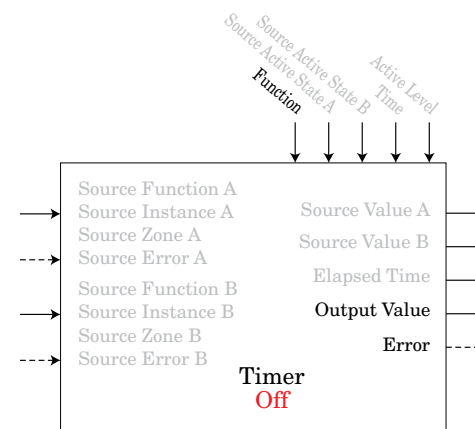 Function
Source Active State A
Source Active State B
Time
Active Level
Source Function A
Source Instance A
Source Zone A
Source Error A
Source Function B
Source Instance B
Source Zone B
Source Error B
Source Value A
Source Value B
Elapsed Time
Output Value
Error
Timer
Off